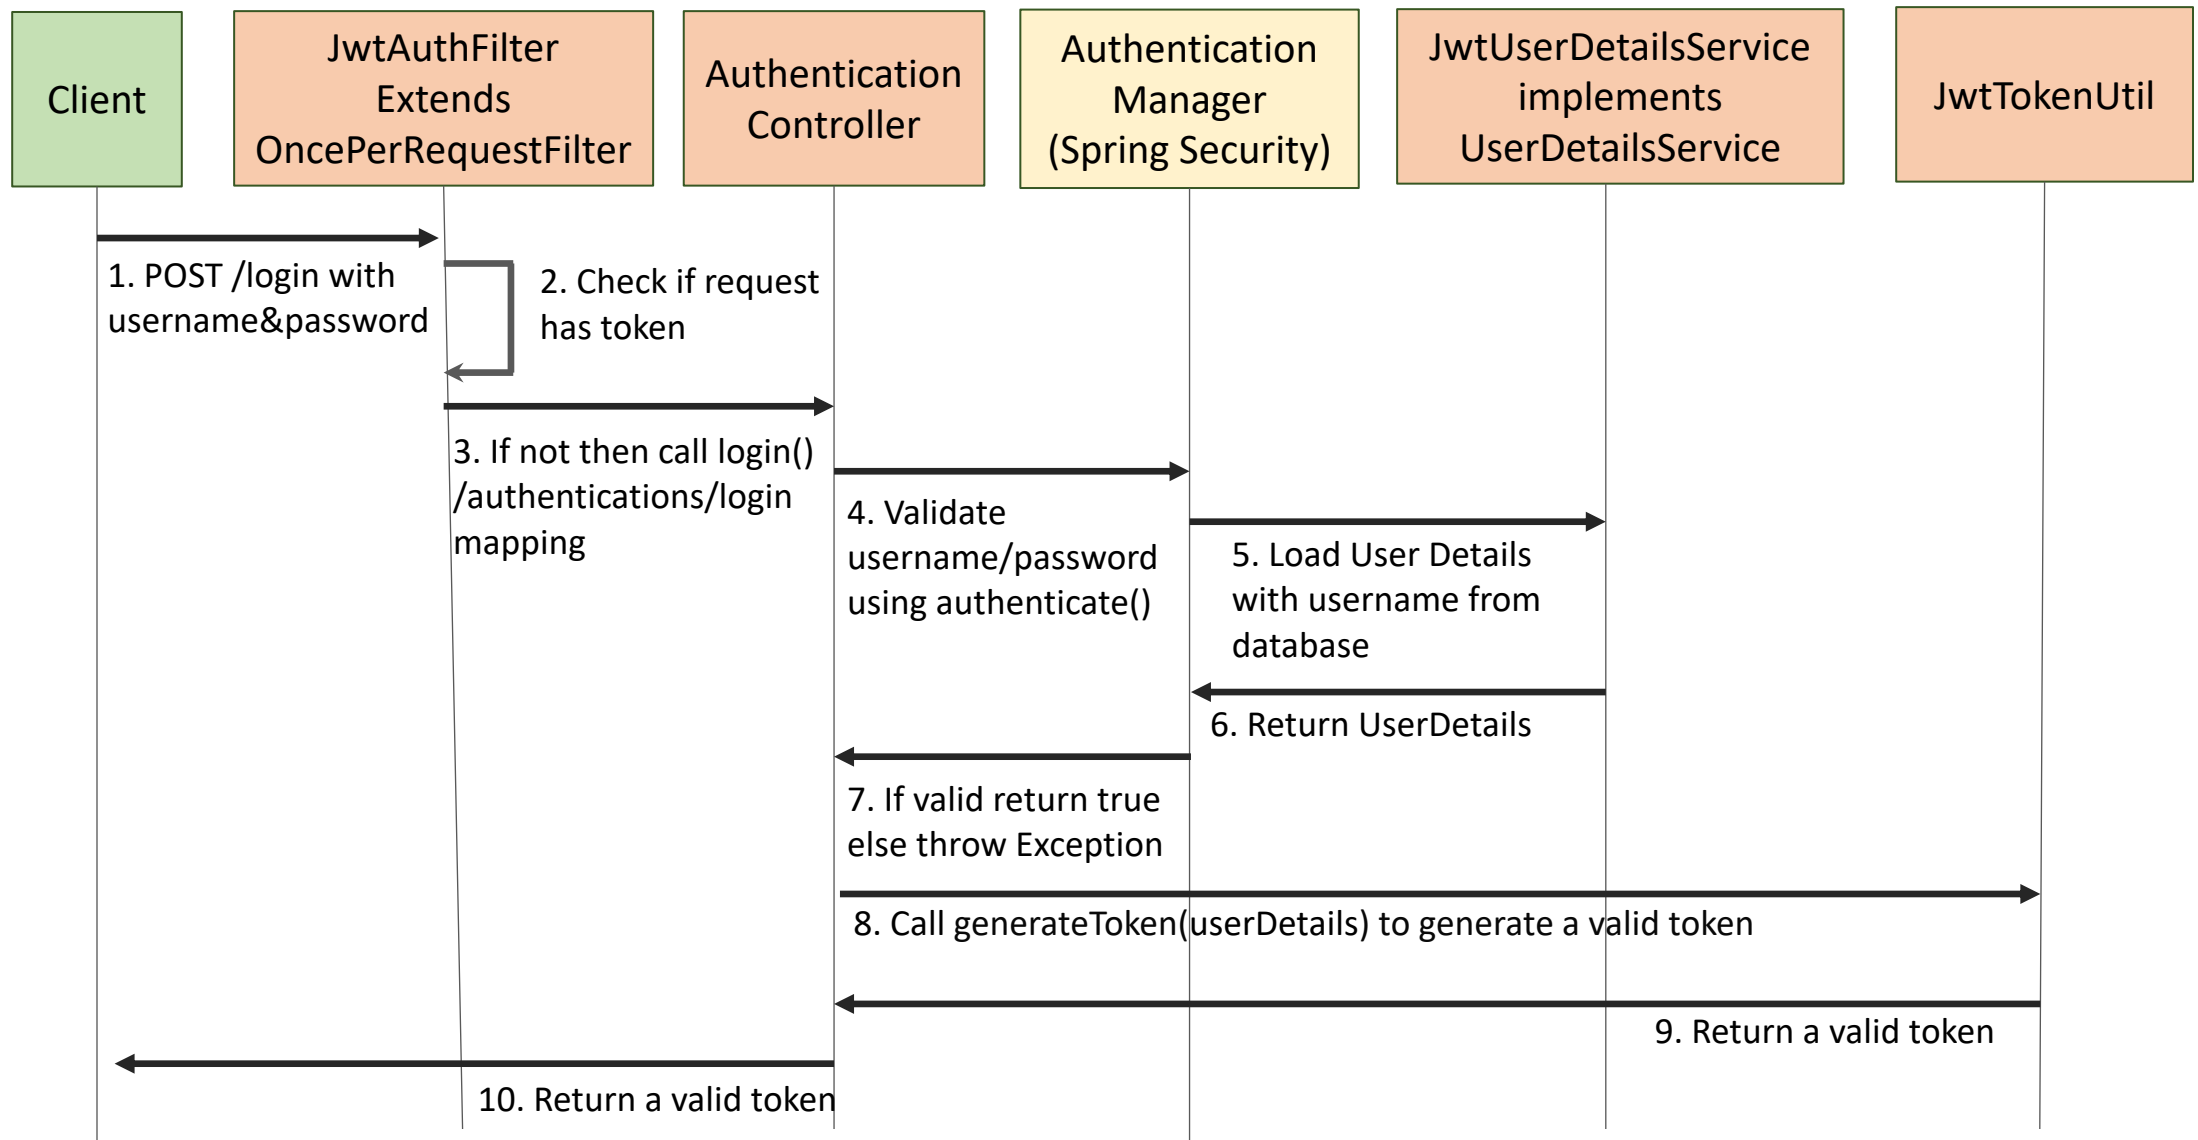 Client
JwtAuthFilter
Extends
OncePerRequestFilter
Authentication
Controller
Authentication
Manager
(Spring Security)
JwtUserDetailsService
implements
UserDetailsService
JwtTokenUtil
1. POST /login with
username&password
2. Check if request
has token
3. If not then call login()
/authentications/login
mapping
4. Validate
username/password
using authenticate()
5. Load User Details
with username from
database
6. Return UserDetails
7. If valid return true
else throw Exception
8. Call generateToken(userDetails) to generate a valid token
9. Return a valid token
10. Return a valid token